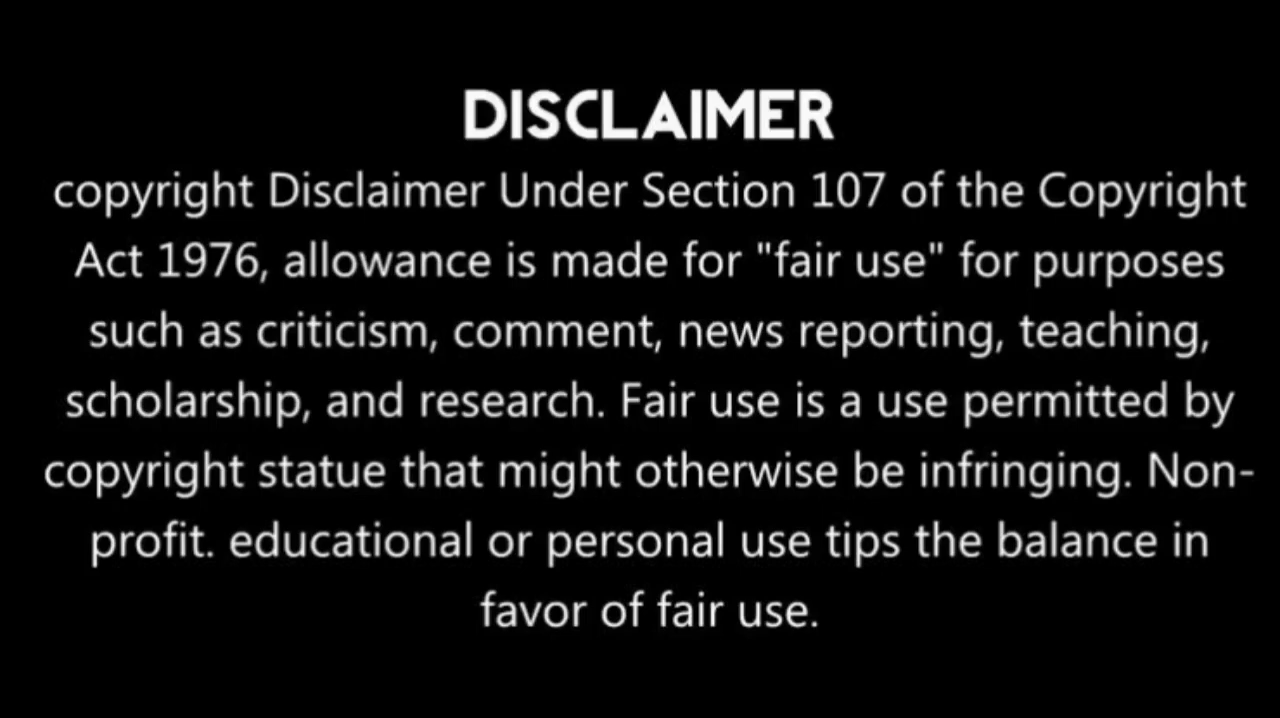 DISCLAIMER
copyright Disclaimer Under Section 107 of the Copyright
Act 1976, allowance is made for "fair use" for purposes
such as criticism, comment, news reporting, teaching,
scholarship, and research. Fair use is a use permitted by
copyright statue that might otherwise be infringing. Non-
profit. educational or personal use tips the balance in
favor of fair use.